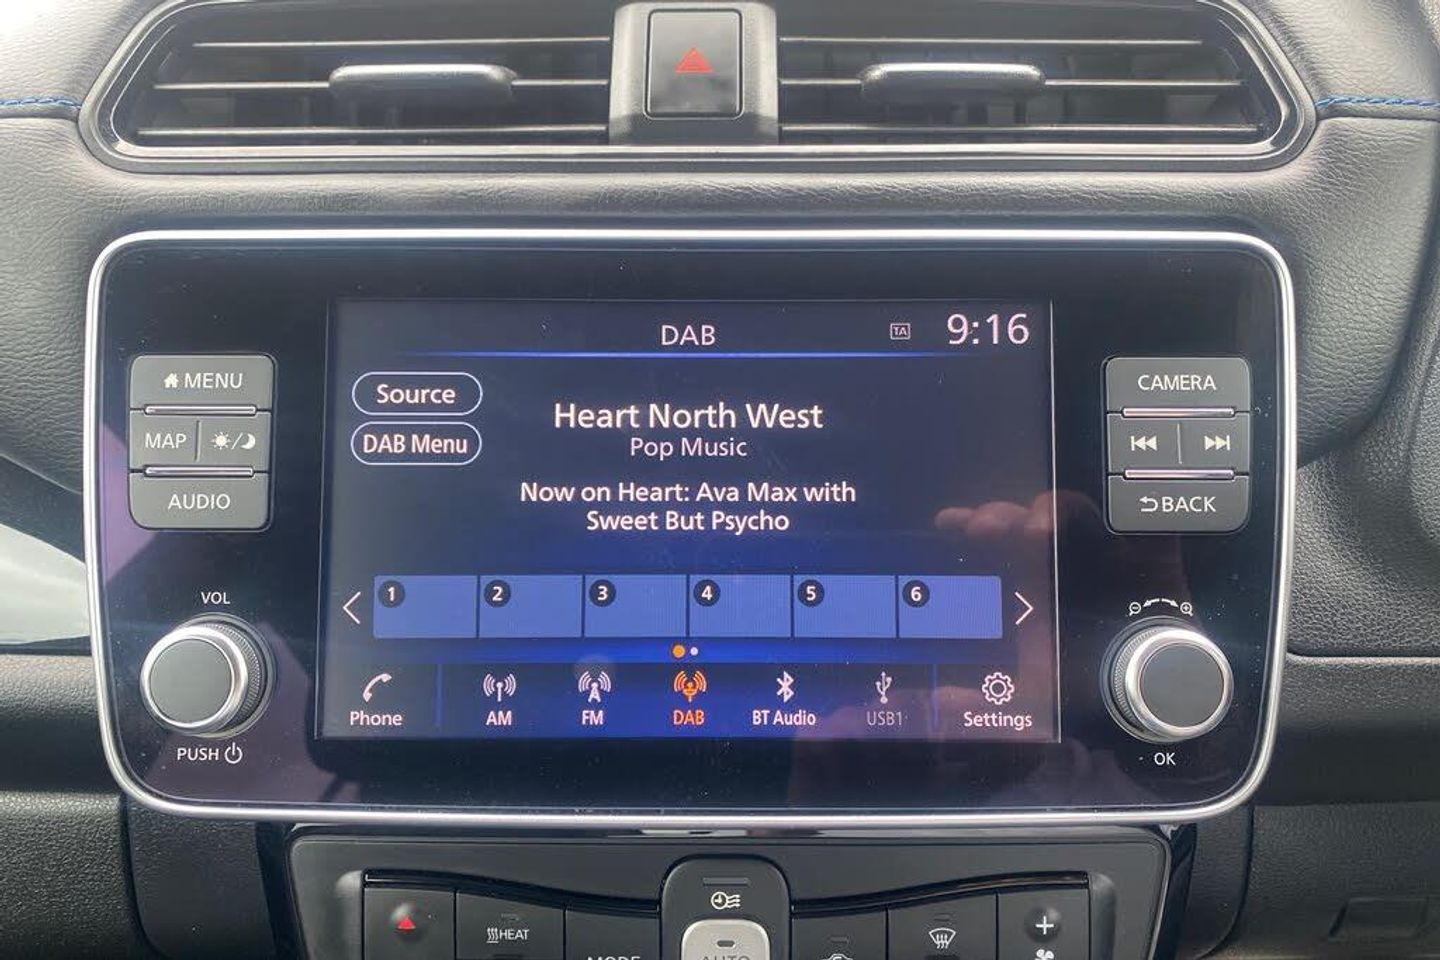 DAB
TA
9:16
MENU
CAMERA
Source
Heart North West
MAP
DAB Menu
Pop Music
AUDIO
Now on Heart: Ava Max with
Sweet But Psycho
BACK
VOL
1
2
3
4
5
6
Phone
AM
FM
DAB
BT Audio
USB1
Settings
PUSH
OK
HEAT
MODE
AUTO